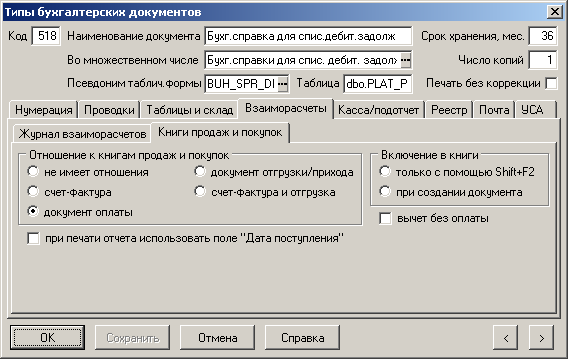 Типы бухгалтерских документов
Код 518 Наименование документа Бухг.справка для спис.дебит.задолж Срок хранения, мес. 36
Во множественном числе Бухг.справки для спис. дебит. задолж ... Число копий 1
Псевдоним таблич.формы BUH_SPR_DI ... Таблица dbo.PLAT_P Печать без коррекции
Нумерация Проводки Таблицы и склад Взаиморасчеты Касса/подотчет Реестр Почта УСА
Журнал взаиморасчетов Книги продаж и покупок
Отношение к книгам продаж и покупок Включение в книги
не имеет отношения документ отгрузки/прихода только с помощью Shift+F2
счет-фактура счет-фактура и отгрузка при создании документа
документ оплаты вычет без оплаты
при печати отчета использовать поле "Дата поступления"
OK Сохранить Отмена Справка < >